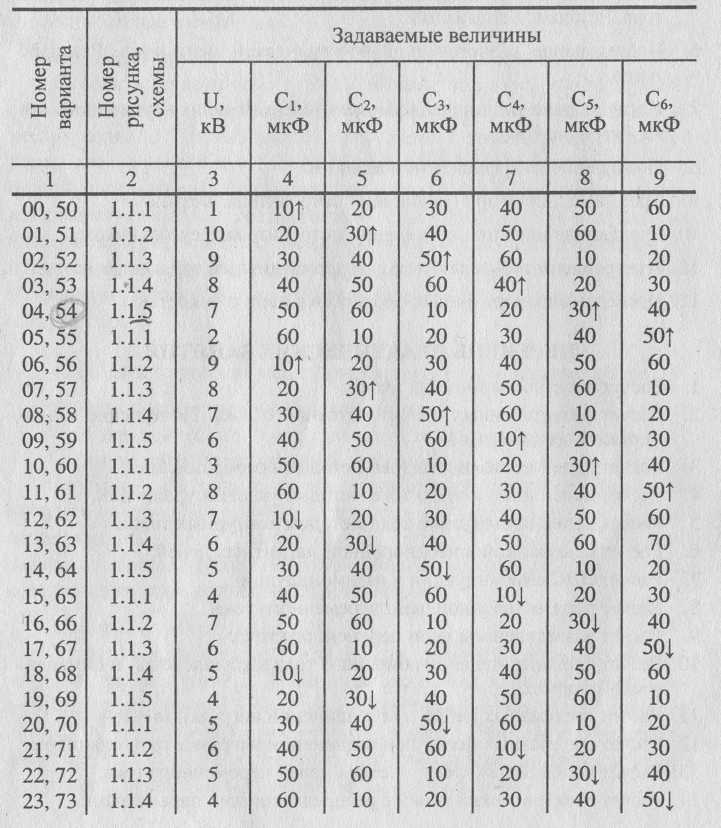 Номер варианта | Номер рисунка, схемы | Задаваемые величины
U, кВ | C₁, мкФ | C₂, мкФ | C₃, мкФ | C₄, мкФ | C₅, мкФ | C₆, мкФ
1 | 2 | 3 | 4 | 5 | 6 | 7 | 8 | 9
00, 50 | 1.1.1 | 1 | 10↑ | 20 | 30 | 40 | 50 | 60
01, 51 | 1.1.2 | 10 | 20 | 30↑ | 40 | 50 | 60 | 10
02, 52 | 1.1.3 | 9 | 30 | 40 | 50↑ | 60 | 10 | 20
03, 53 | 1.1.4 | 8 | 40 | 50 | 60 | 40↑ | 20 | 30
04, 54 | 1.1.5 | 7 | 50 | 60 | 10 | 20 | 30↑ | 40
05, 55 | 1.1.1 | 2 | 60 | 10 | 20 | 30 | 40 | 50↑
06, 56 | 1.1.2 | 9 | 10↑ | 20 | 30 | 40 | 50 | 60
07, 57 | 1.1.3 | 8 | 20 | 30↑ | 40 | 50 | 60 | 10
08, 58 | 1.1.4 | 7 | 30 | 40 | 50↑ | 60 | 10 | 20
09, 59 | 1.1.5 | 6 | 40 | 50 | 60 | 10↑ | 20 | 30
10, 60 | 1.1.1 | 3 | 50 | 60 | 10 | 20 | 30↑ | 40
11, 61 | 1.1.2 | 8 | 60 | 10 | 20 | 30 | 40 | 50↑
12, 62 | 1.1.3 | 7 | 10↓ | 20 | 30 | 40 | 50 | 60
13, 63 | 1.1.4 | 6 | 20 | 30↓ | 40 | 50 | 60 | 70
14, 64 | 1.1.5 | 5 | 30 | 40 | 50↓ | 60 | 10 | 20
15, 65 | 1.1.1 | 4 | 40 | 50 | 60 | 10↓ | 20 | 30
16, 66 | 1.1.2 | 7 | 50 | 60 | 10 | 20 | 30↓ | 40
17, 67 | 1.1.3 | 6 | 60 | 10 | 20 | 30 | 40 | 50↓
18, 68 | 1.1.4 | 5 | 10↓ | 20 | 30 | 40 | 50 | 60
19, 69 | 1.1.5 | 4 | 20 | 30↓ | 40 | 50 | 60 | 10
20, 70 | 1.1.1 | 5 | 30 | 40 | 50↓ | 60 | 10 | 20
21, 71 | 1.1.2 | 6 | 40 | 50 | 60 | 10↓ | 20 | 30
22, 72 | 1.1.3 | 5 | 50 | 60 | 10 | 20 | 30↓ | 40
23, 73 | 1.1.4 | 4 | 60 | 10 | 20 | 30 | 40 | 50↓